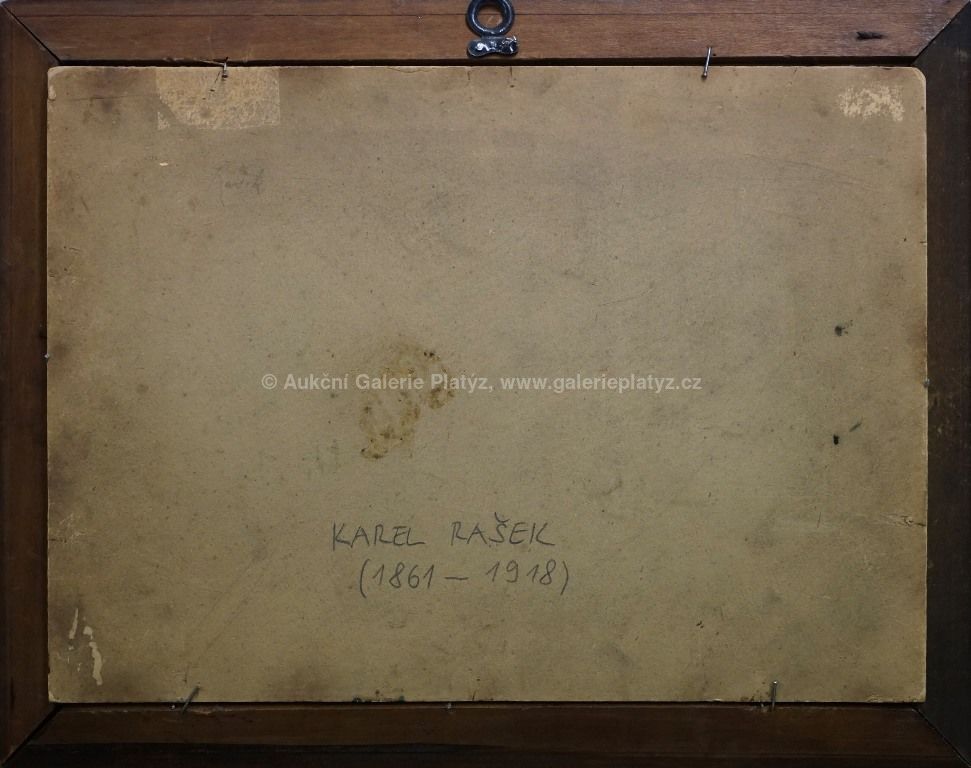 © Aukční Galerie Platýz, www.galerieplatyz.cz
KAREL RAŠEK
(1861 – 1918)